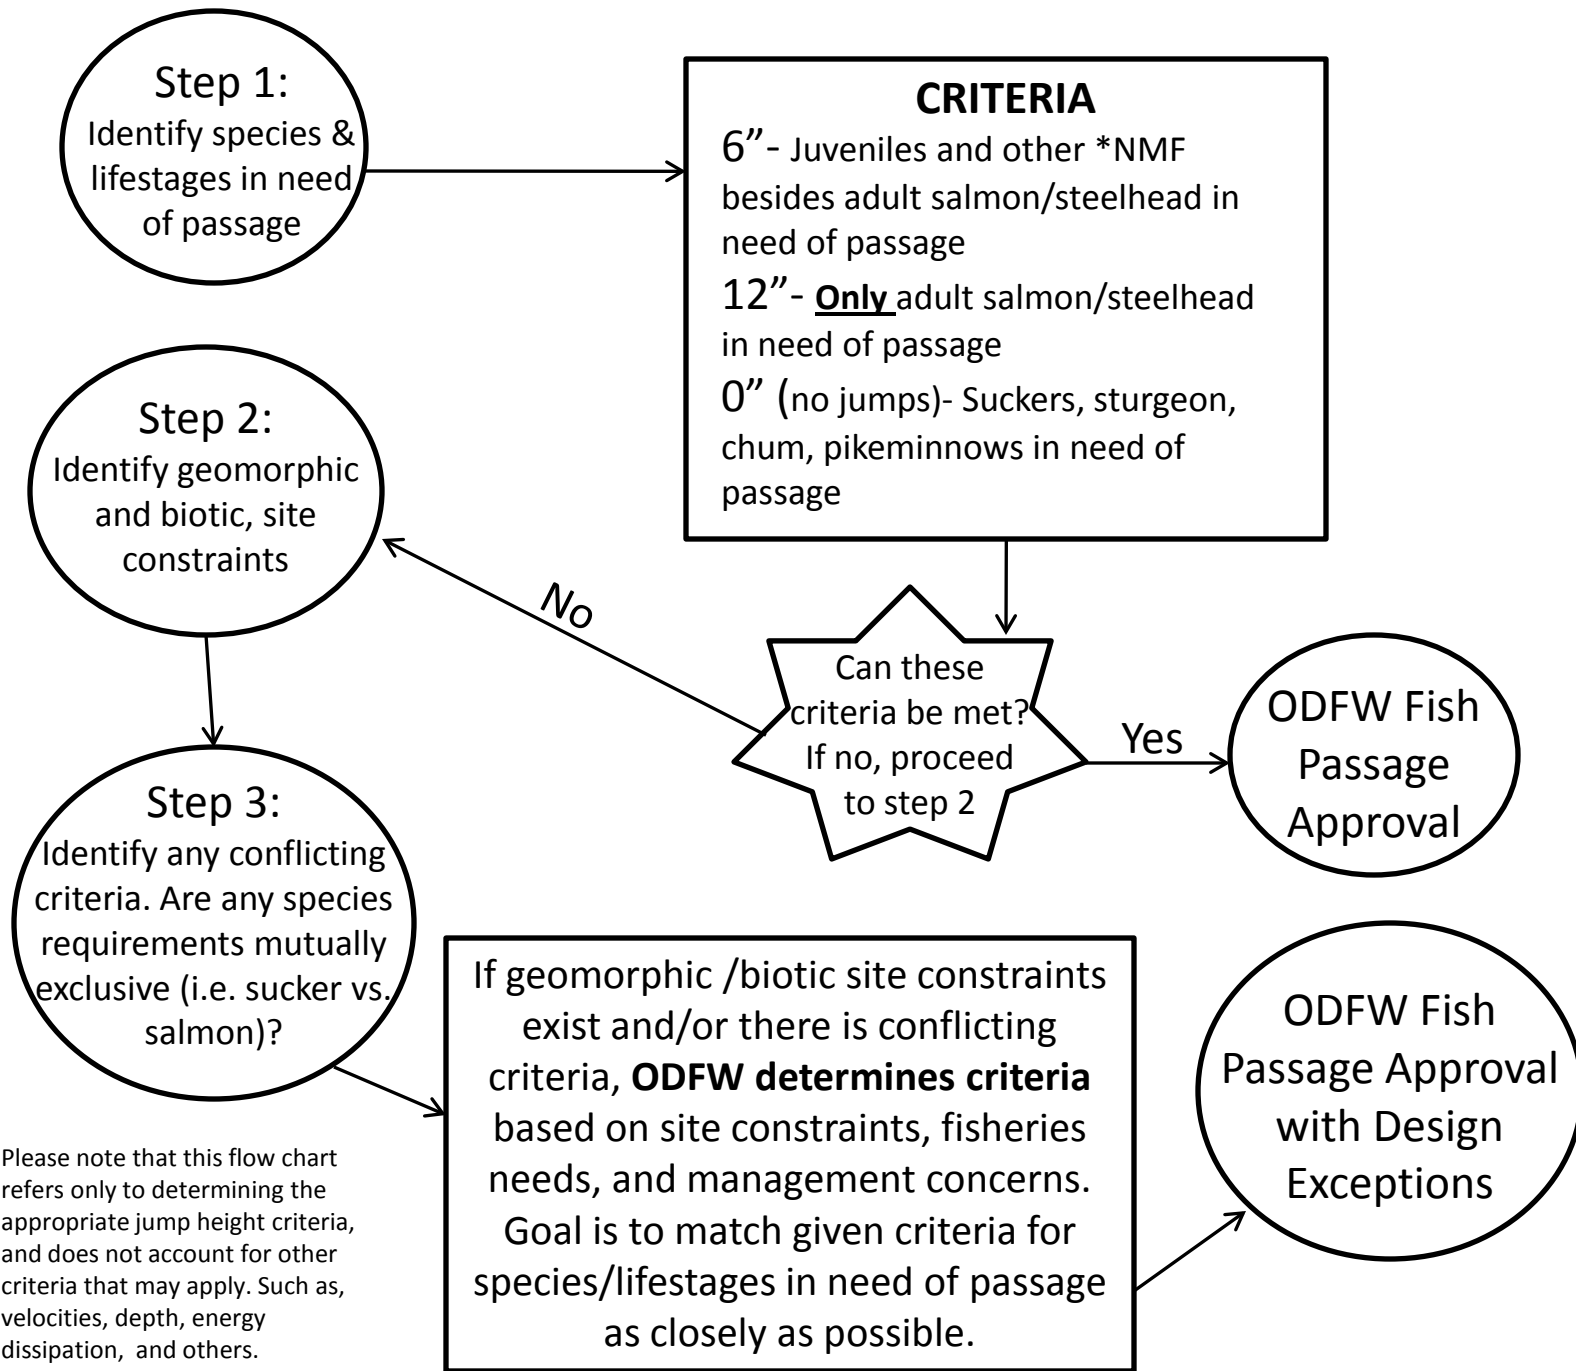 Step 1:
Identify species &
lifestages in need
of passage
CRITERIA
6”- Juveniles and other *NMF
besides adult salmon/steelhead in
need of passage
12”- Only adult salmon/steelhead
in need of passage
0” (no jumps)- Suckers, sturgeon,
chum, pikeminnows in need of
passage
Step 2:
Identify geomorphic
and biotic, site
constraints
No
Can these
criteria be met?
If no, proceed
to step 2
Yes
ODFW Fish
Passage
Approval
Step 3:
Identify any conflicting
criteria. Are any species
requirements mutually
exclusive (i.e. sucker vs.
salmon)?
If geomorphic /biotic site constraints
exist and/or there is conflicting
criteria, ODFW determines criteria
based on site constraints, fisheries
needs, and management concerns.
Goal is to match given criteria for
species/lifestages in need of passage
as closely as possible.
ODFW Fish
Passage Approval
with Design
Exceptions
Please note that this flow chart
refers only to determining the
appropriate jump height criteria,
and does not account for other
criteria that may apply. Such as,
velocities, depth, energy
dissipation, and others.